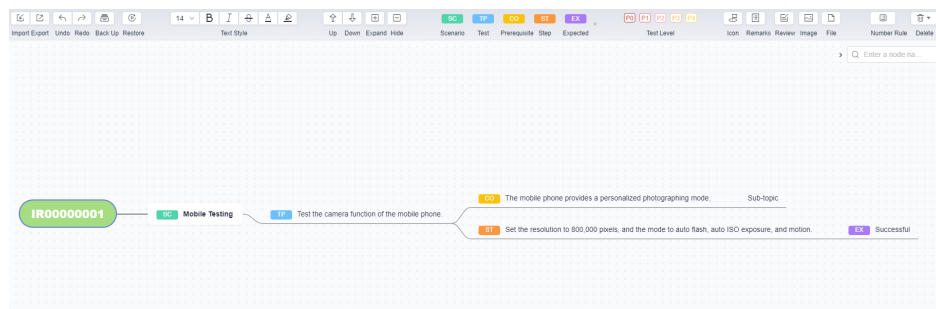 14 B I A
SC TP CO ST EX P0 P1 P2 P3 P4
Import Export Undo Redo Back Up Restore Text Style Up Down Expand Hide Scenario Test Prerequisite Step Expected Test Level Icon Remarks Review Image File Number Rule Delete
Enter a node na...
CO The mobile phone provides a personalized photographing mode. Sub-topic
IR00000001 SC Mobile Testing TP Test the camera function of the mobile phone.
ST Set the resolution to 800,000 pixels, and the mode to auto flash, auto ISO exposure, and motion. EX Successful